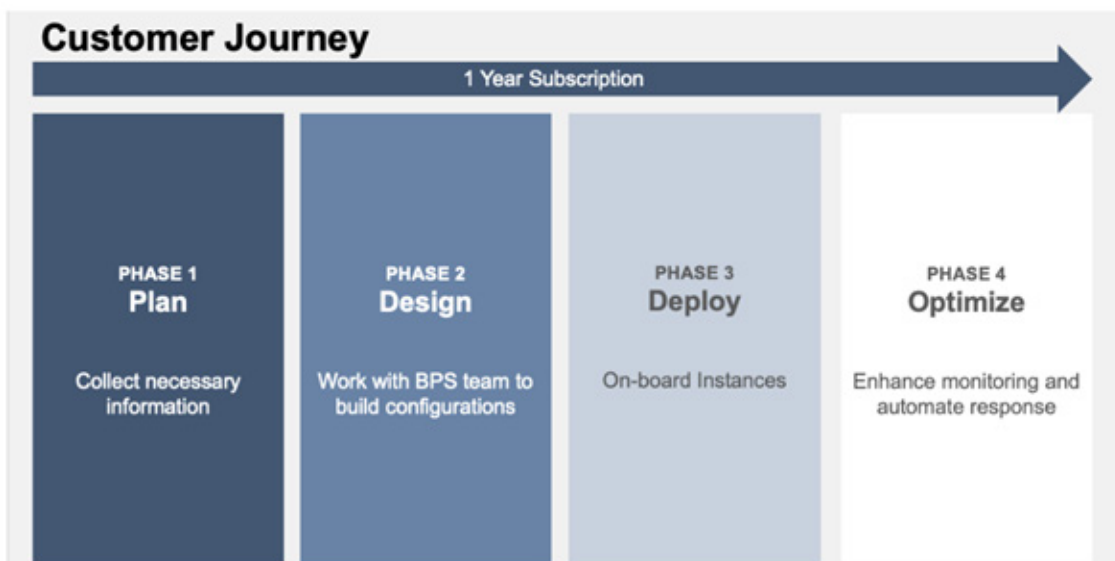 Customer Journey
1 Year Subscription
PHASE 1
Plan
Collect necessary
information
PHASE 2
Design
Work with BPS team to
build configurations
PHASE 3
Deploy
On-board Instances
PHASE 4
Optimize
Enhance monitoring and
automate response